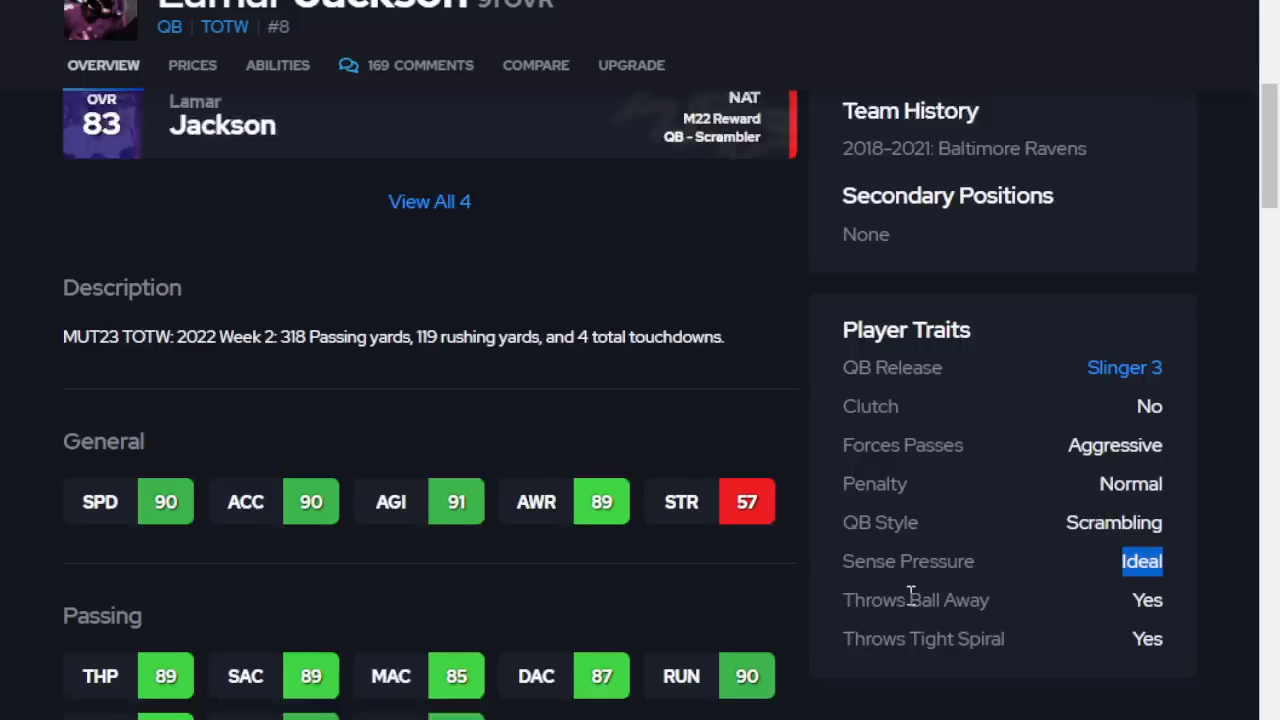 Lamar Jackson 91 OVR
QB | TOTW | #8
OVERVIEW PRICES ABILITIES 169 COMMENTS COMPARE UPGRADE
OVR
83
Lamar
Jackson
NAT
M22 Reward
QB - Scrambler
View All 4
Description
MUT23 TOTW: 2022 Week 2: 318 Passing yards, 119 rushing yards, and 4 total touchdowns.
General
SPD 90 ACC 90 AGI 91 AWR 89 STR 57
Passing
THP 89 SAC 89 MAC 85 DAC 87 RUN 90
Team History
2018-2021: Baltimore Ravens
Secondary Positions
None
Player Traits
QB Release Slinger 3
Clutch No
Forces Passes Aggressive
Penalty Normal
QB Style Scrambling
Sense Pressure Ideal
Throws Ball Away Yes
Throws Tight Spiral Yes